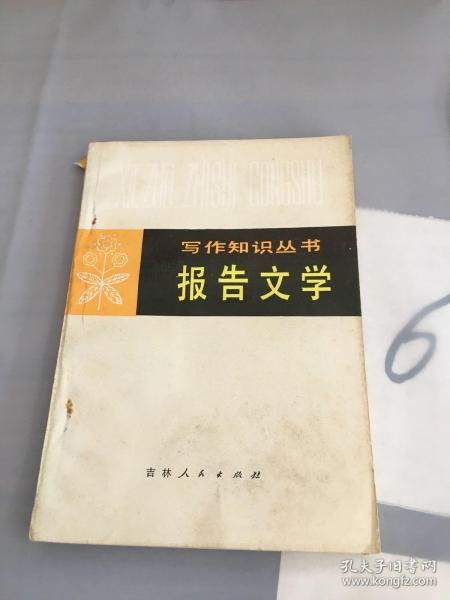 XIEZUO ZHISHI CONGSHU
写作知识丛书
报告文学
吉林人民出版社
6
孔夫子旧书网
www.kongfz.com